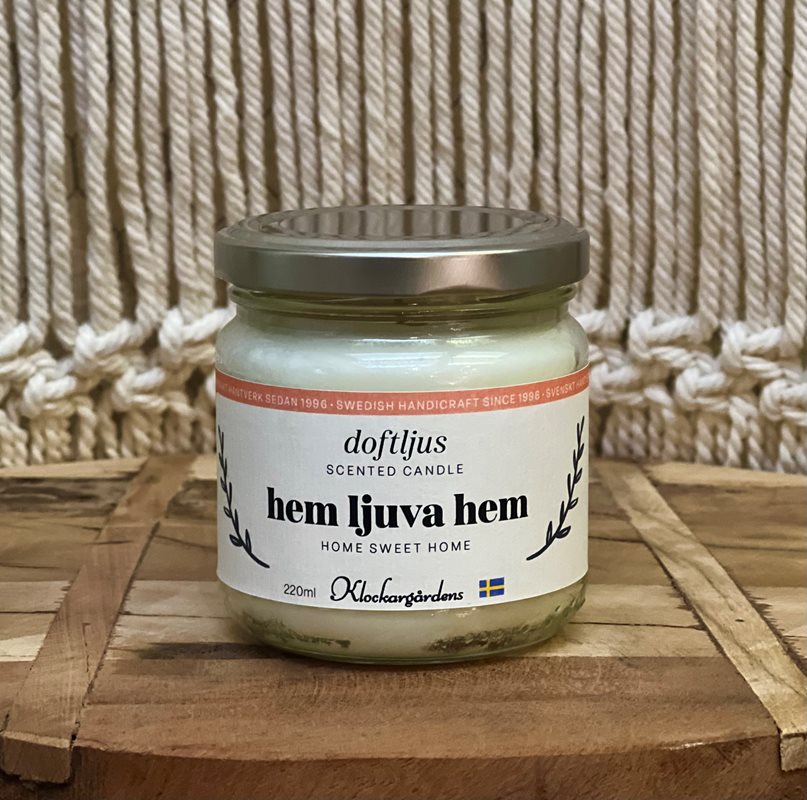 HANTVERK SEDAN 1996 · SWEDISH HANDICRAFT SINCE 1996 · SVENSKT
doftljus
SCENTED CANDLE
hem ljuva hem
HOME SWEET HOME
220ml Klockargårdens